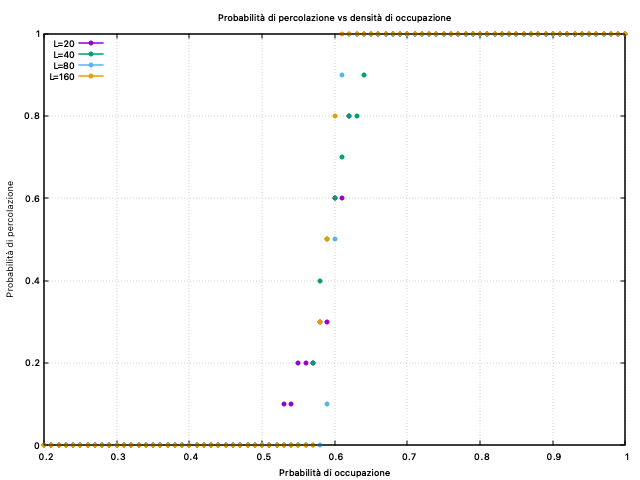 Probabilità di percolazione vs densità di occupazione
L=20
L=40
L=80
L=160
1
0.8
0.6
0.4
0.2
0
Probabilità di percolazione
0.2 0.3 0.4 0.5 0.6 0.7 0.8 0.9 1
Prbabilità di occupazione